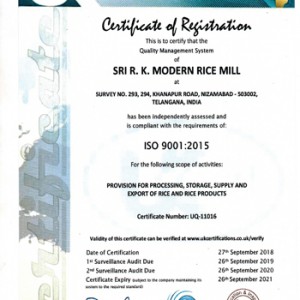 Certificate of Registration
This is to certify that the
Quality Management System
of
SRI R. K. MODERN RICE MILL
at
SURVEY NO. 293, 294, KHANAPUR ROAD, NIZAMABAD - 503002,
TELANGANA, INDIA
has been independently assessed and
is compliant with the requirements of:
ISO 9001:2015
For the following scope of activities:
PROVISION FOR PROCESSING, STORAGE, SUPPLY AND
EXPORT OF RICE AND RICE PRODUCTS
Certificate Number: UQ-11016
Validity of this certificate can be verified at www.ukcertifications.co.uk/verify
Date of Certification 27th September 2018
1st Surveillance Audit Due 26th September 2019
2nd Surveillance Audit Due 26th September 2020
Certificate Expiry (subject to the company maintaining its 26th September 2021
system to the required standard)